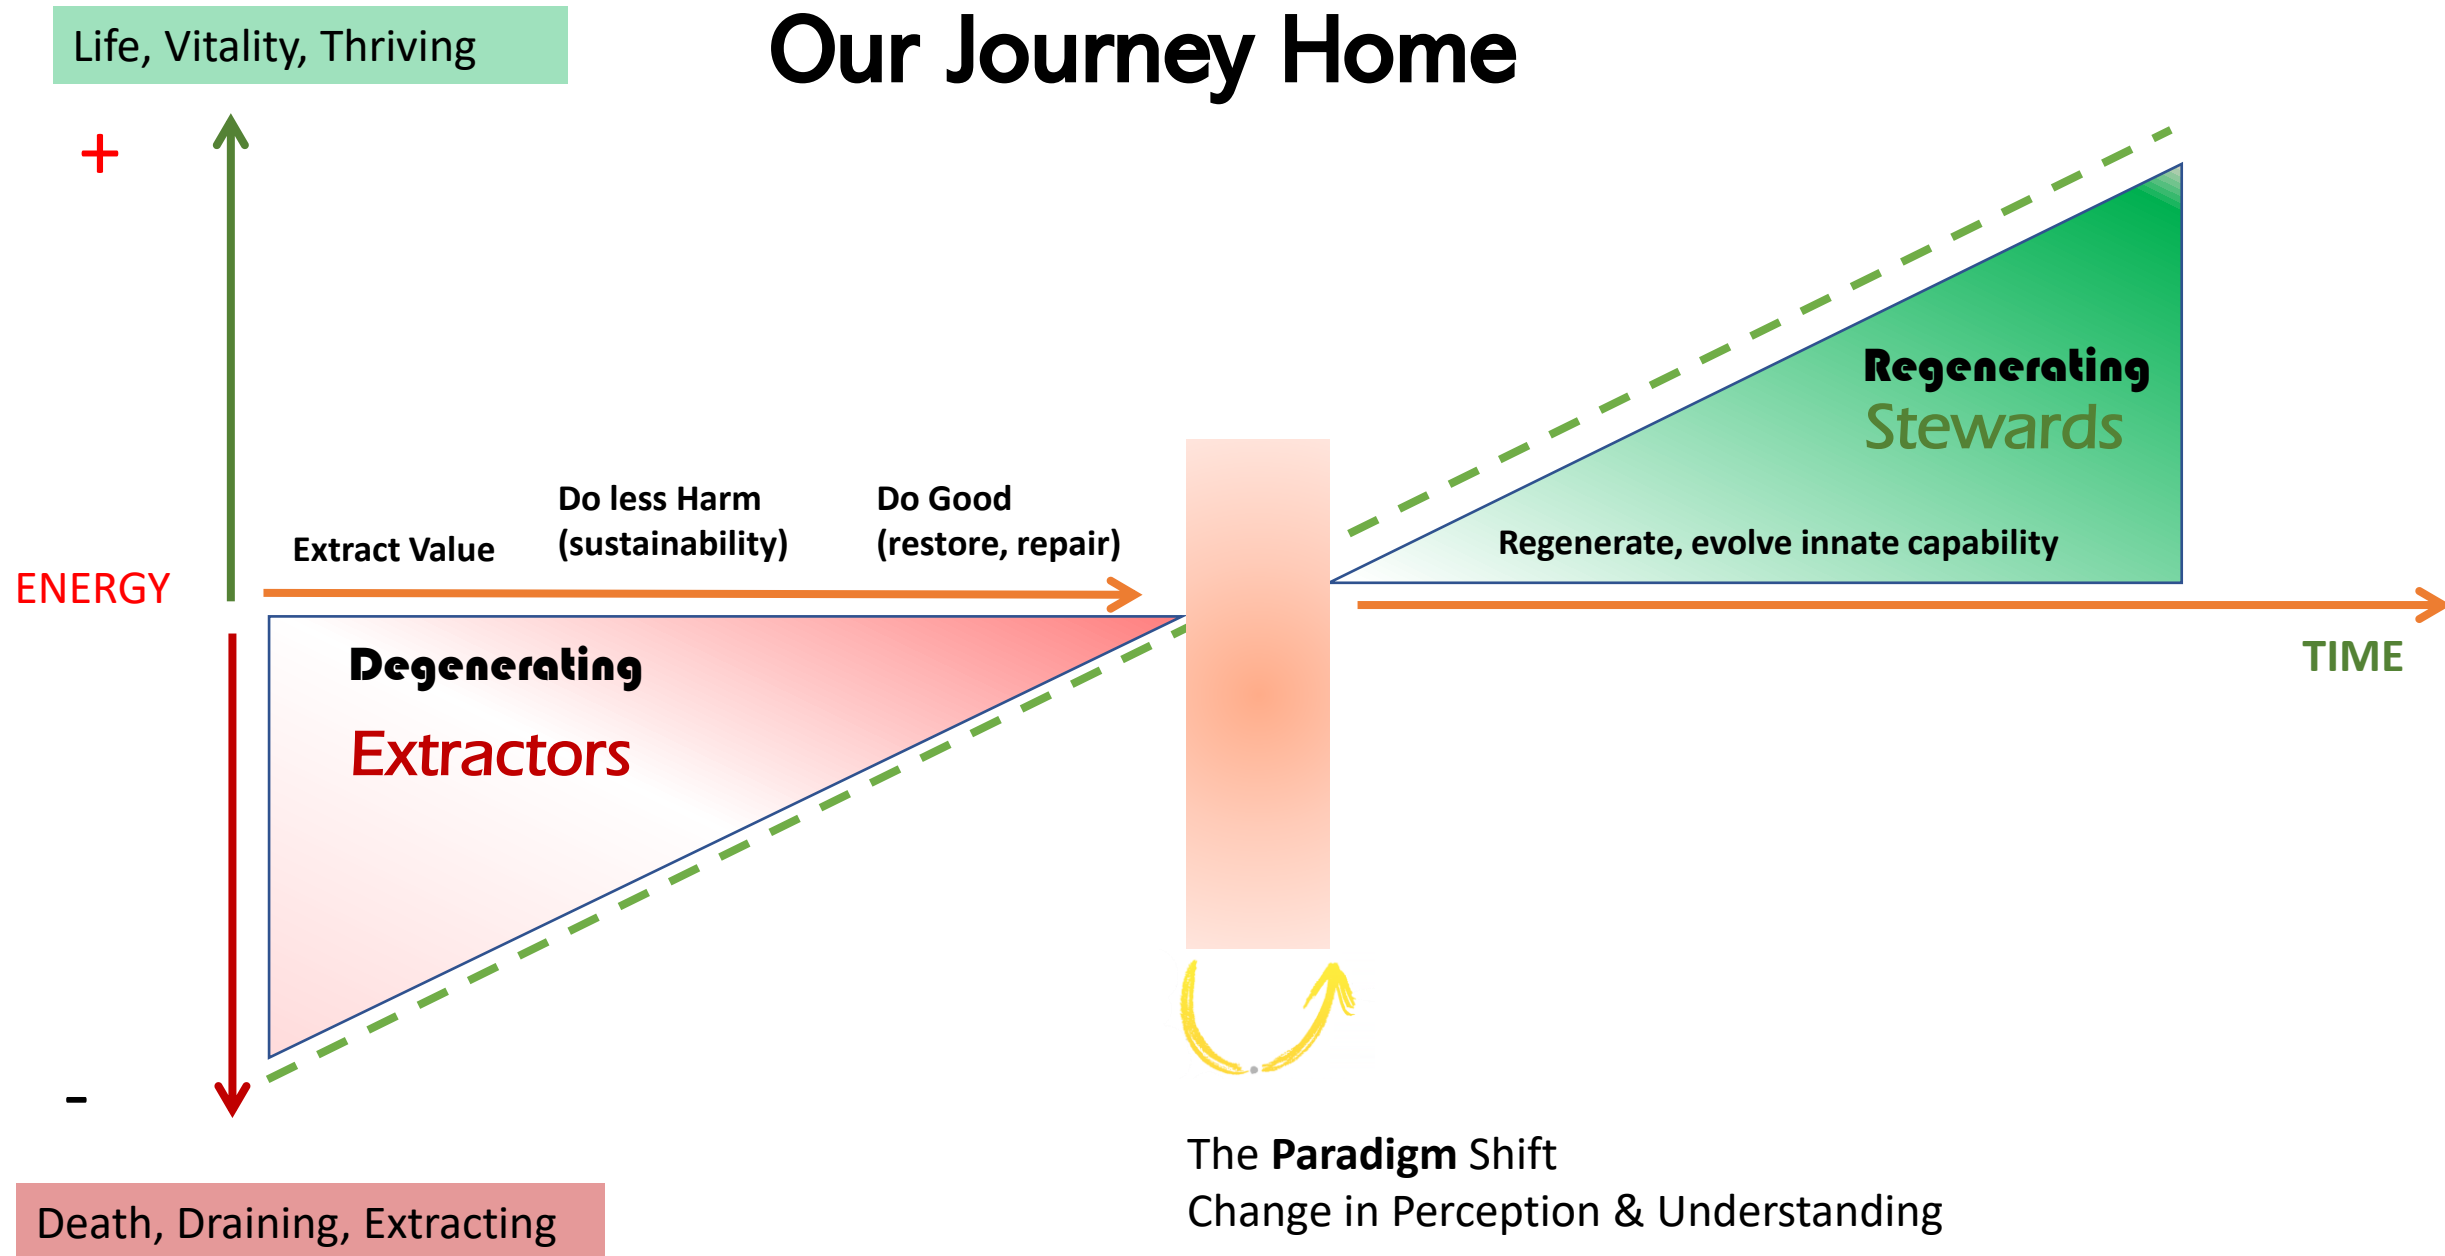 Our Journey Home
Life, Vitality, Thriving
+
Extract Value
Do less Harm
(sustainability)
Do Good
(restore, repair)
ENERGY
Degenerating
Extractors
Regenerating
Stewards
Regenerate, evolve innate capability
TIME
-
The Paradigm Shift
Change in Perception & Understanding
Death, Draining, Extracting